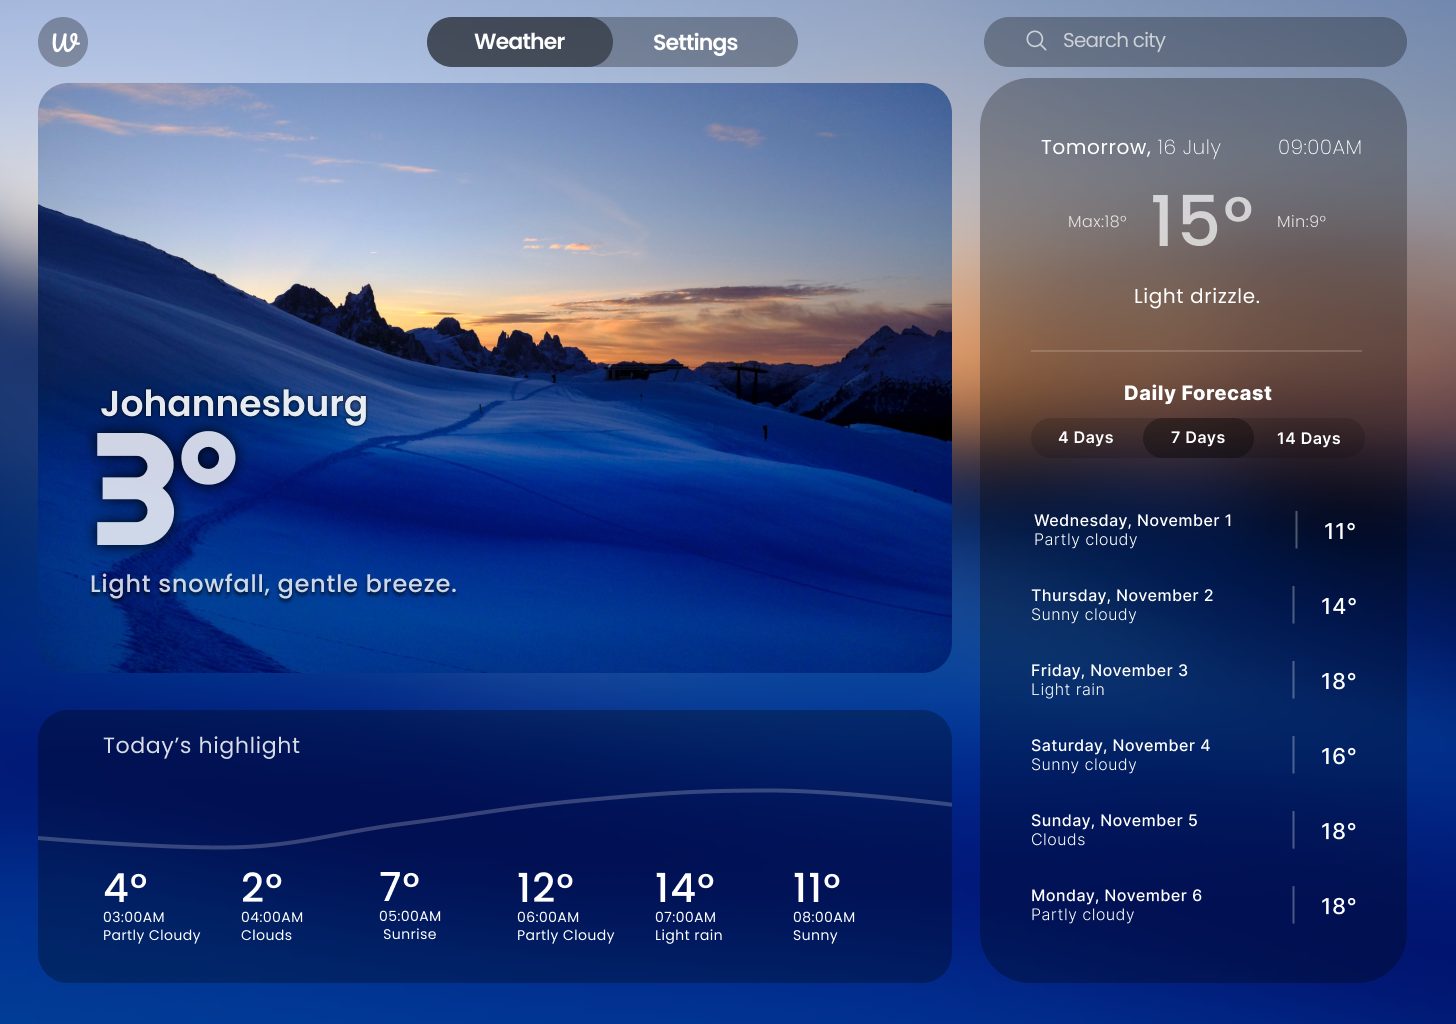 W
Weather
Settings
Search city
Johannesburg
3°
Light snowfall, gentle breeze.
Today’s highlight
4°
03:00AM
Partly Cloudy
2°
04:00AM
Clouds
7°
05:00AM
Sunrise
12°
06:00AM
Partly Cloudy
14°
07:00AM
Light rain
11°
08:00AM
Sunny
Tomorrow, 16 July 09:00AM
Max:18° 15° Min:9°
Light drizzle.
Daily Forecast
4 Days 7 Days 14 Days
Wednesday, November 1
Partly cloudy
11°
Thursday, November 2
Sunny cloudy
14°
Friday, November 3
Light rain
18°
Saturday, November 4
Sunny cloudy
16°
Sunday, November 5
Clouds
18°
Monday, November 6
Partly cloudy
18°